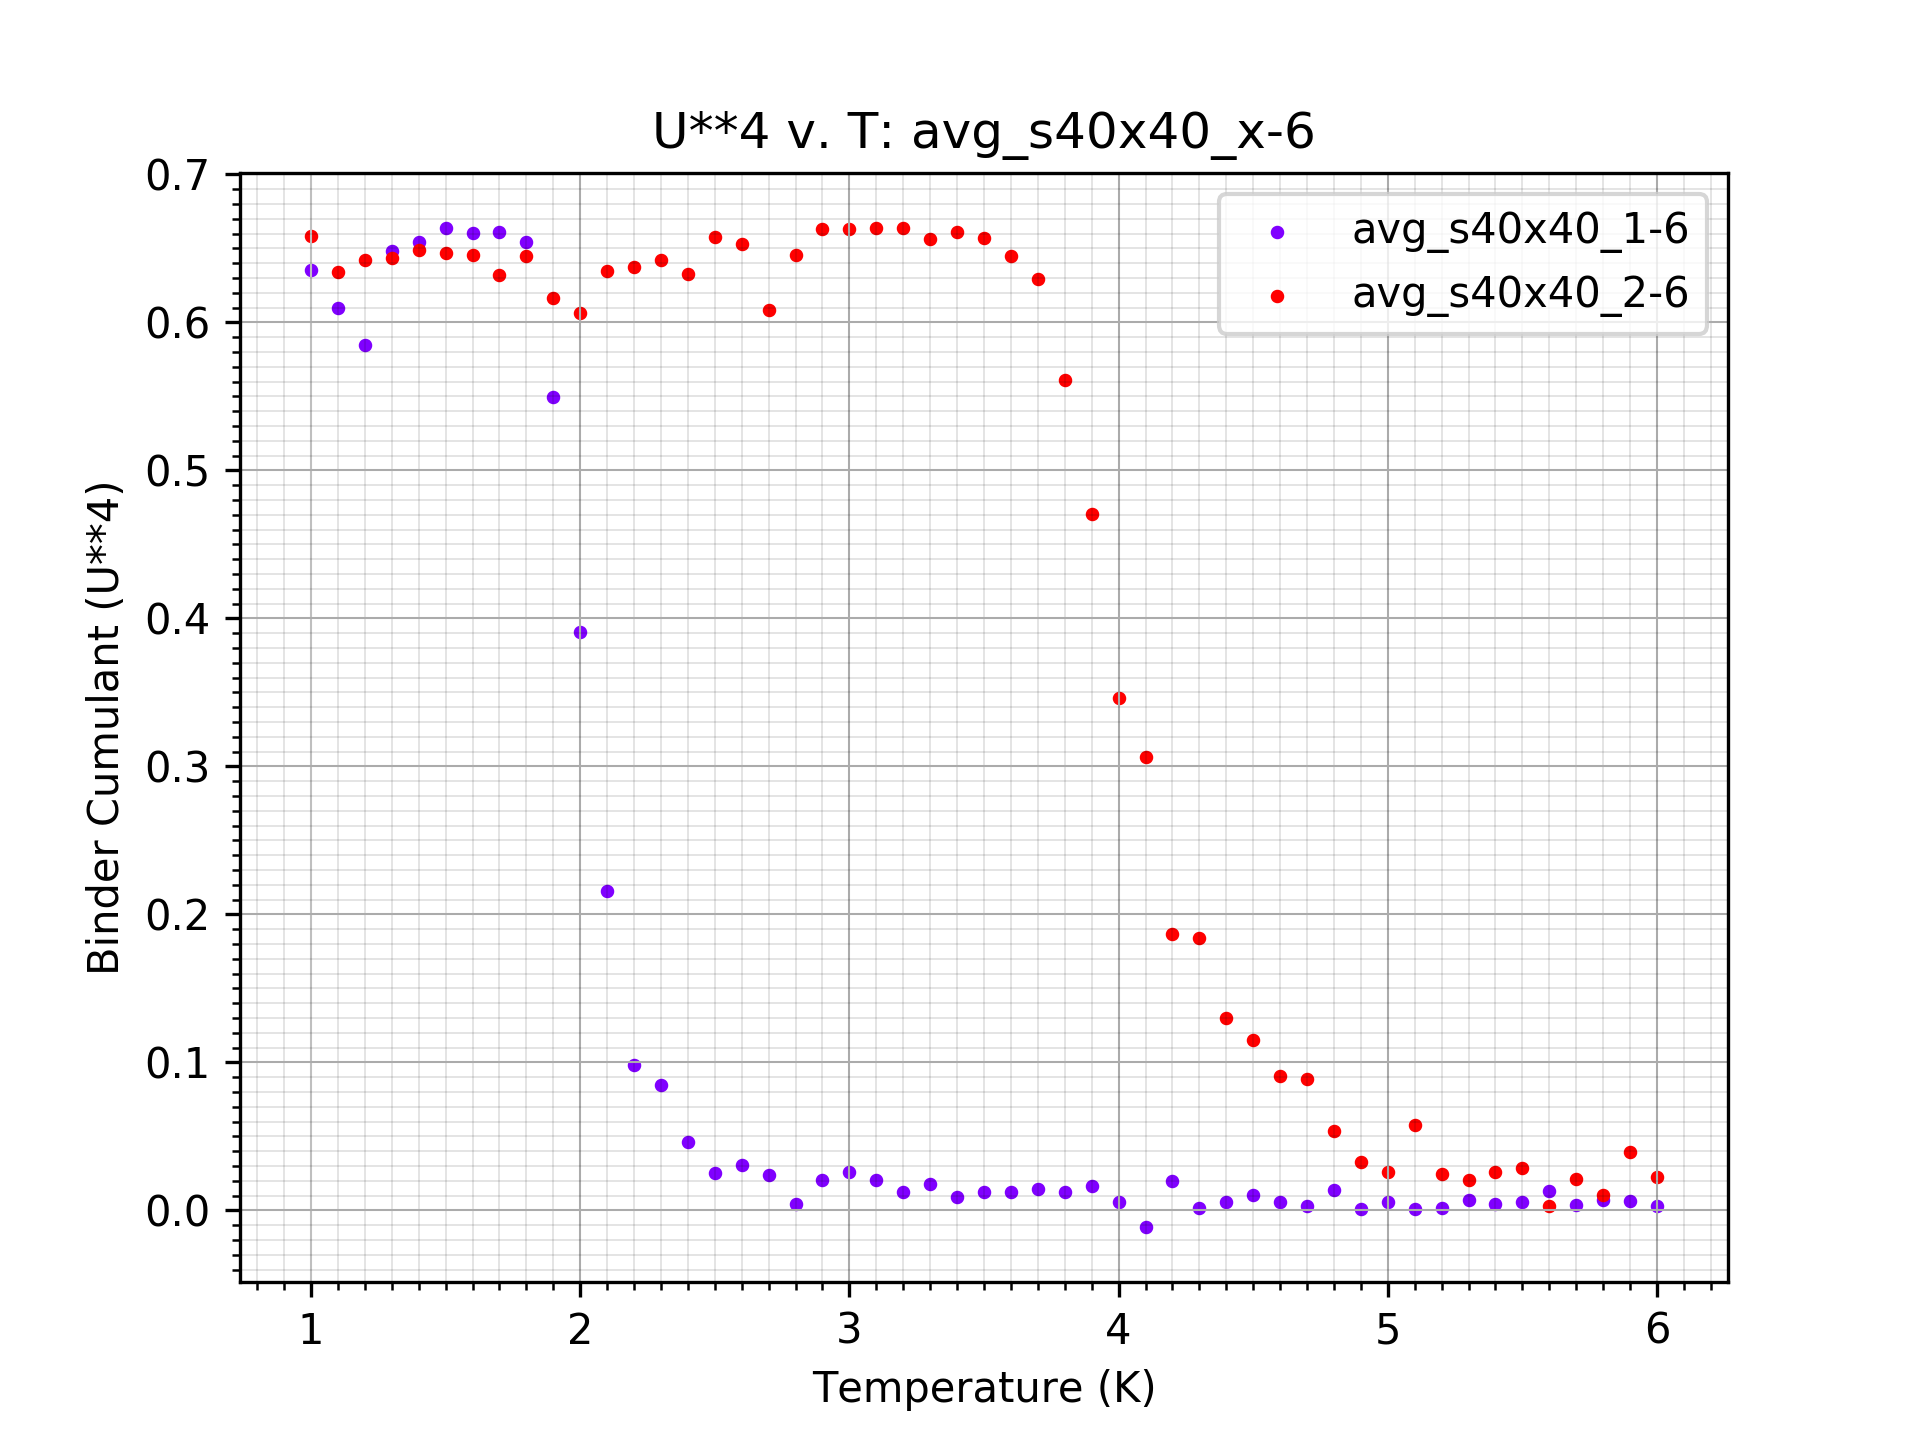 U**4 v. T: avg_s40x40_x-6
avg_s40x40_1-6
avg_s40x40_2-6
Binder Cumulant (U**4)
0.7
0.6
0.5
0.4
0.3
0.2
0.1
0.0
1 2 3 4 5 6
Temperature (K)